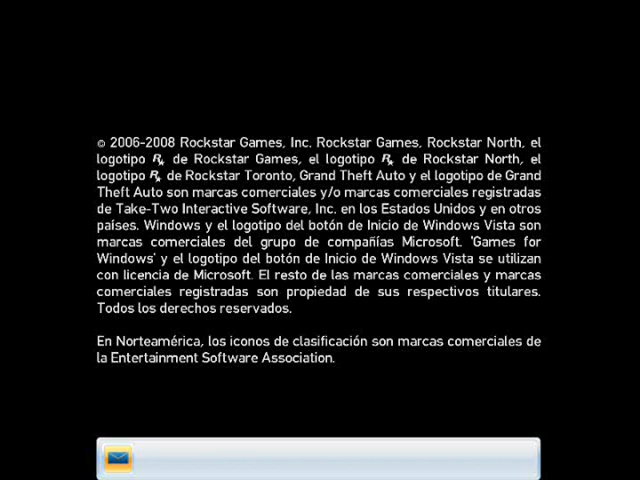 © 2006-2008 Rockstar Games, Inc. Rockstar Games, Rockstar North, el
logotipo R★ de Rockstar Games, el logotipo R★ de Rockstar North, el
logotipo R★ de Rockstar Toronto, Grand Theft Auto y el logotipo de Grand
Theft Auto son marcas comerciales y/o marcas comerciales registradas
de Take-Two Interactive Software, Inc. en los Estados Unidos y en otros
países. Windows y el logotipo del botón de Inicio de Windows Vista son
marcas comerciales del grupo de compañías Microsoft. 'Games for
Windows' y el logotipo del botón de Inicio de Windows Vista se utilizan
con licencia de Microsoft. El resto de las marcas comerciales y marcas
comerciales registradas son propiedad de sus respectivos titulares.
Todos los derechos reservados.
En Norteamérica, los iconos de clasificación son marcas comerciales de
la Entertainment Software Association.